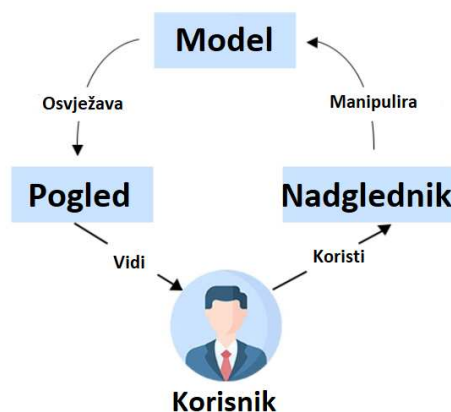 Model
Osvježava
Manipulira
Pogled
Nadglednik
Vidi
Koristi
Korisnik